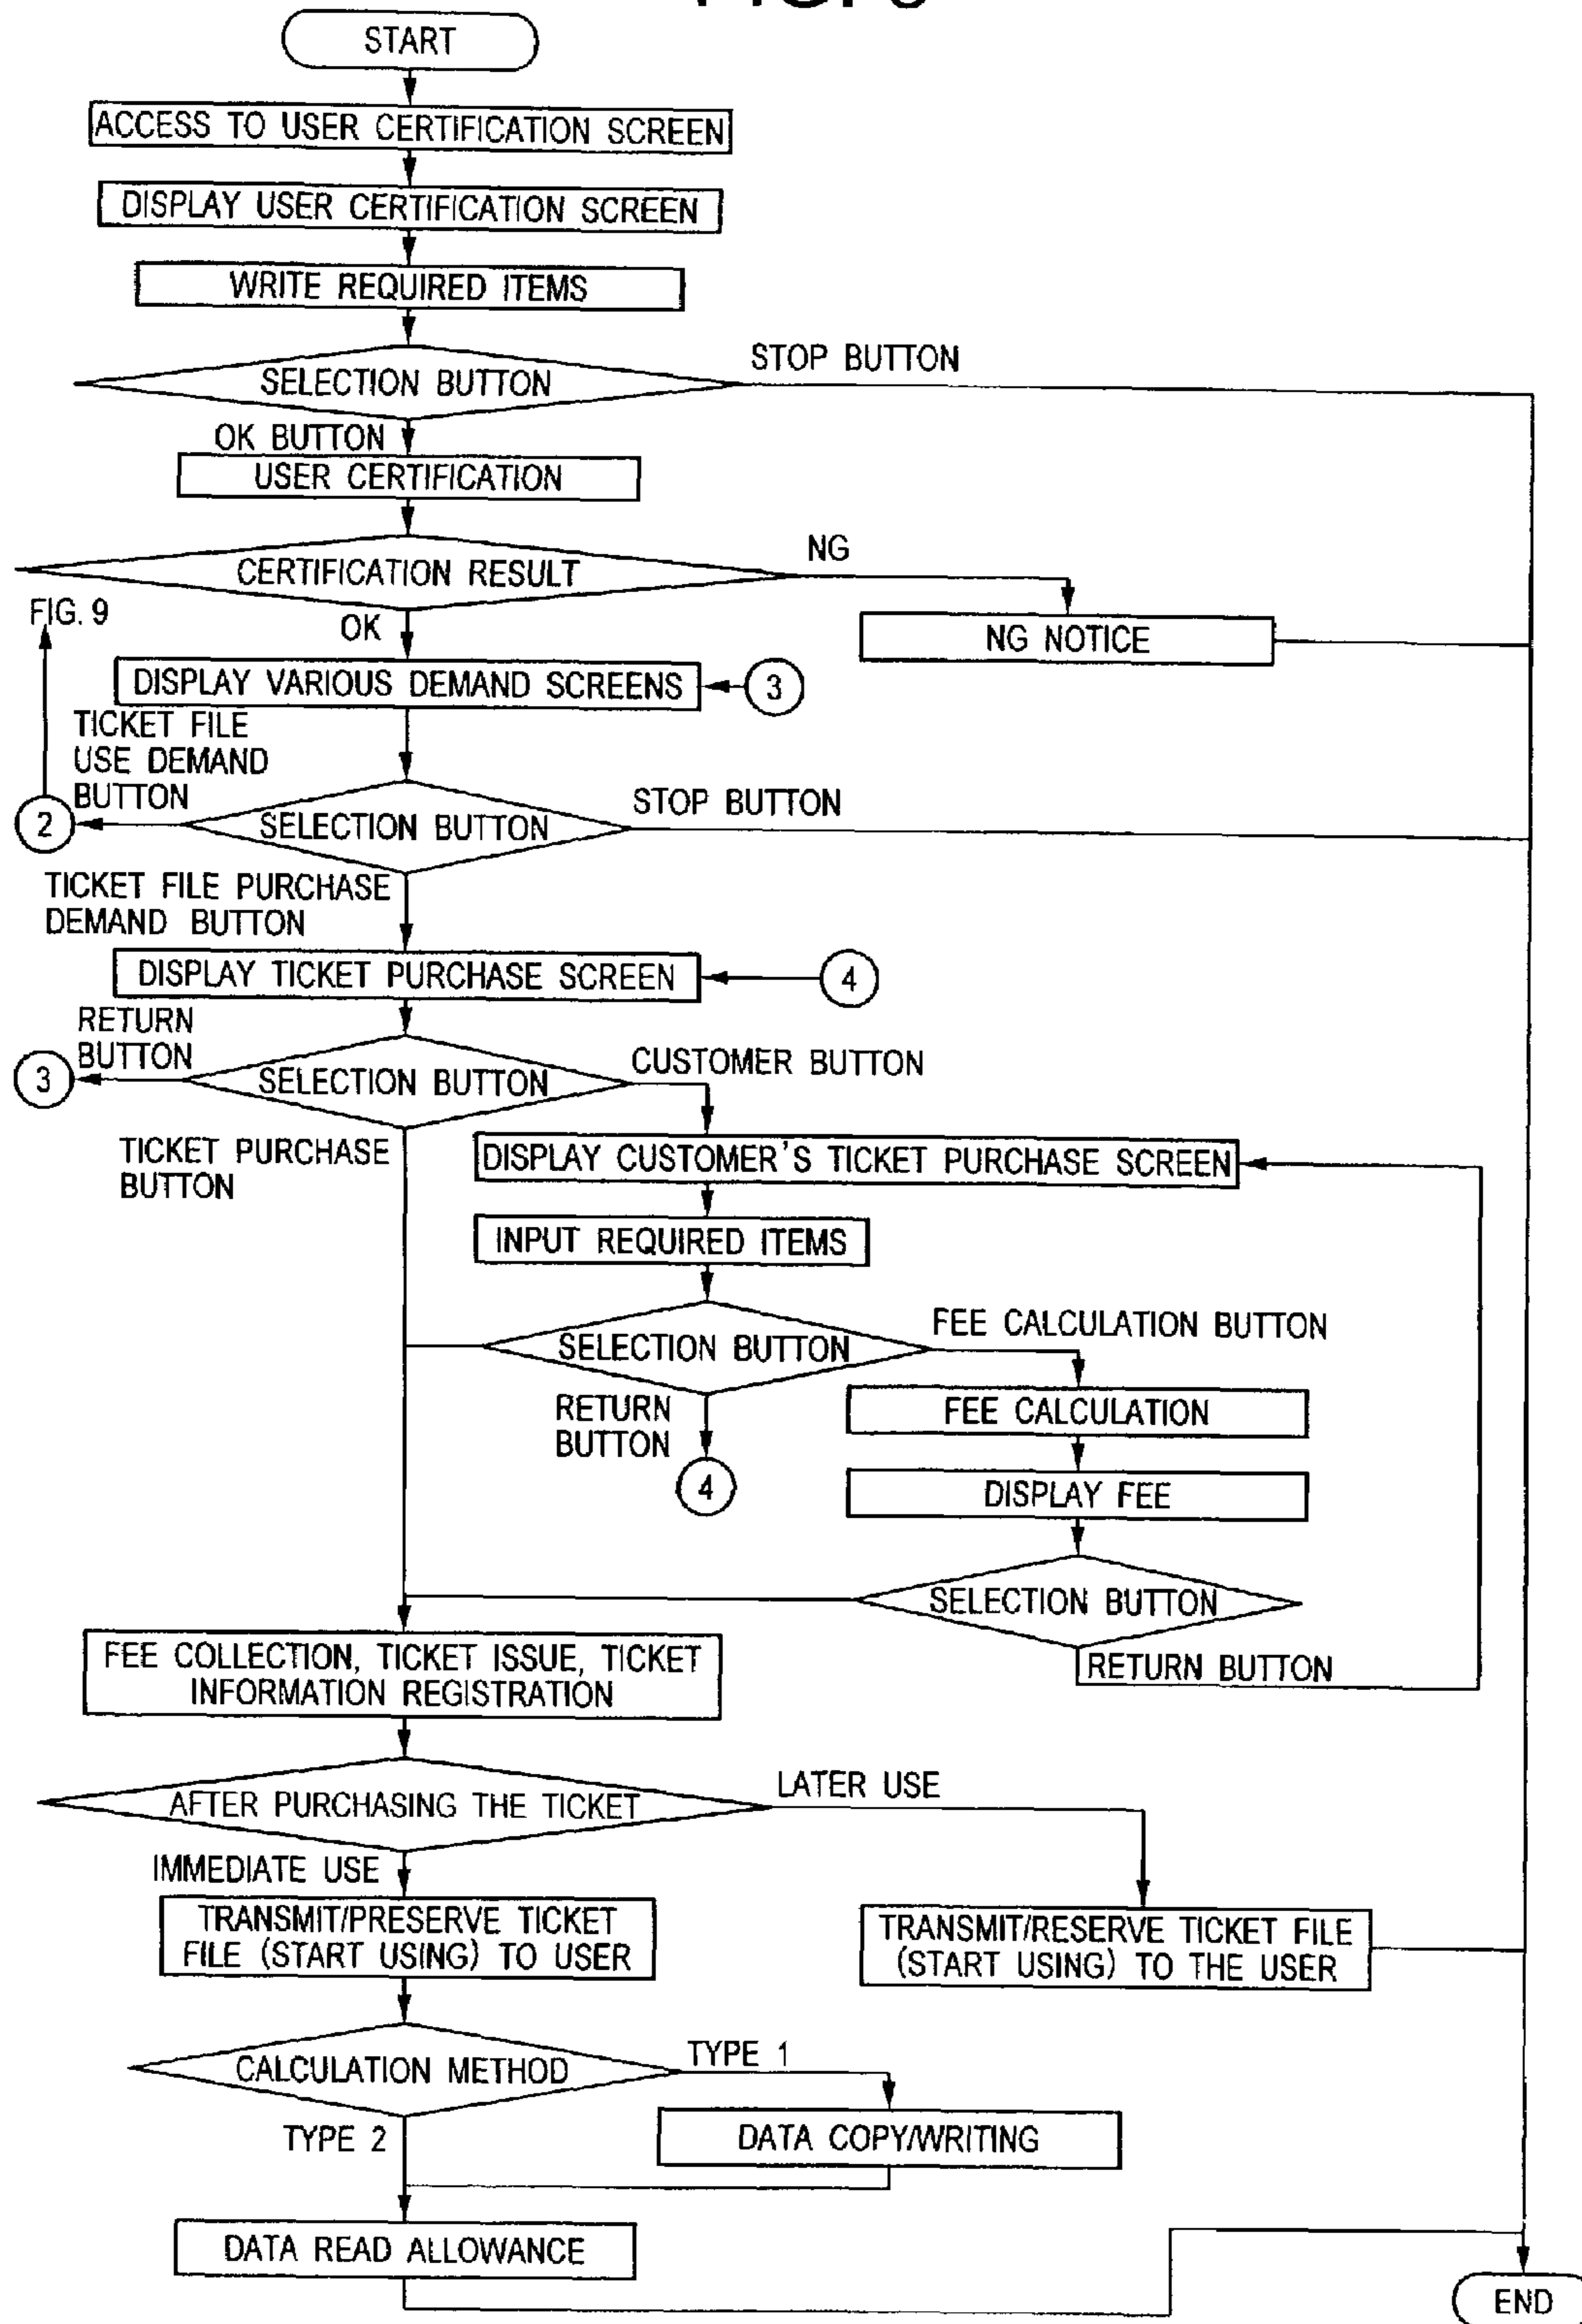 START
ACCESS TO USER CERTIFICATION SCREEN
DISPLAY USER CERTIFICATION SCREEN
WRITE REQUIRED ITEMS
STOP BUTTON
SELECTION BUTTON
OK BUTTON
USER CERTIFICATION
NG
CERTIFICATION RESULT
FIG. 9
OK
NG NOTICE
DISPLAY VARIOUS DEMAND SCREENS
3
TICKET FILE
USE DEMAND
BUTTON
2
SELECTION BUTTON
STOP BUTTON
TICKET FILE PURCHASE
DEMAND BUTTON
DISPLAY TICKET PURCHASE SCREEN
4
RETURN
BUTTON
3
SELECTION BUTTON
CUSTOMER BUTTON
TICKET PURCHASE
BUTTON
DISPLAY CUSTOMER'S TICKET PURCHASE SCREEN
INPUT REQUIRED ITEMS
SELECTION BUTTON
FEE CALCULATION BUTTON
RETURN
BUTTON
4
FEE CALCULATION
DISPLAY FEE
SELECTION BUTTON
RETURN BUTTON
FEE COLLECTION, TICKET ISSUE, TICKET
INFORMATION REGISTRATION
AFTER PURCHASING THE TICKET
LATER USE
IMMEDIATE USE
TRANSMIT/PRESERVE TICKET
FILE (START USING) TO USER
TRANSMIT/RESERVE TICKET FILE
(START USING) TO THE USER
CALCULATION METHOD
TYPE 1
TYPE 2
DATA COPY/WRITING
DATA READ ALLOWANCE
END